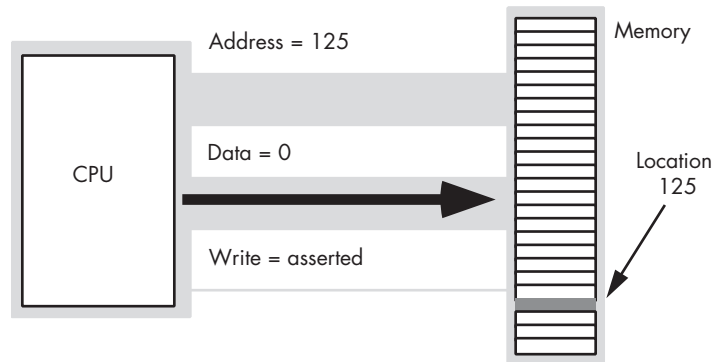 Address = 125
Memory
Data = 0
CPU
Location
125
Write = asserted